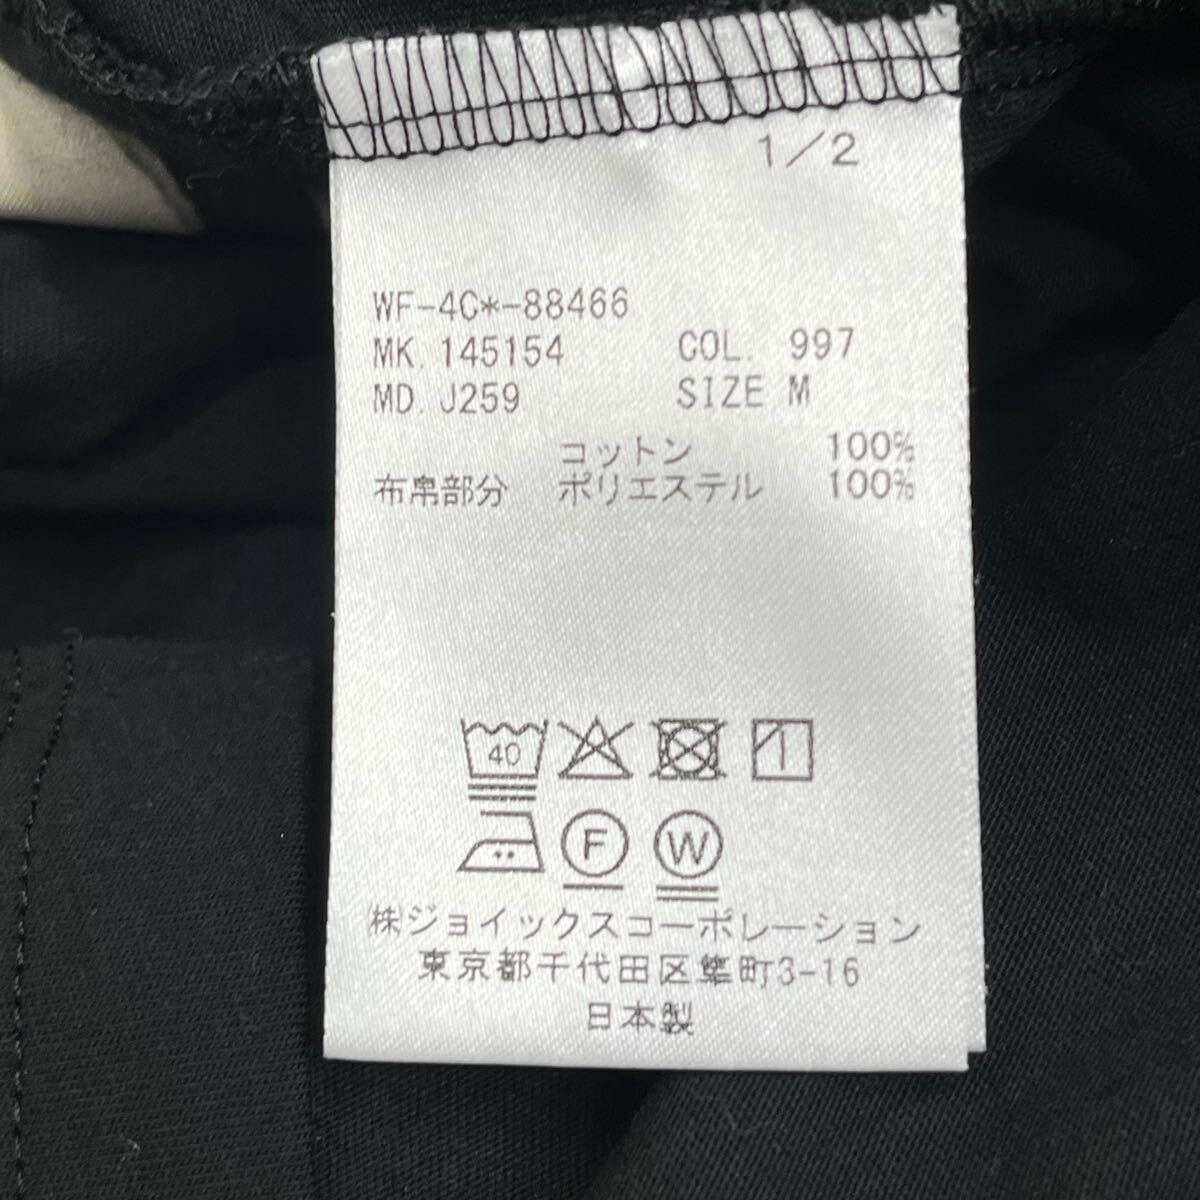 1/2
WF-4C*-88466
MK. 145154 COL. 997
MD. J259 SIZE M
コットン 100%
布帛部分 ポリエステル 100%
40
F W
㈱ジョイックスコーポレーション
東京都千代田区隼町3-16
日本製